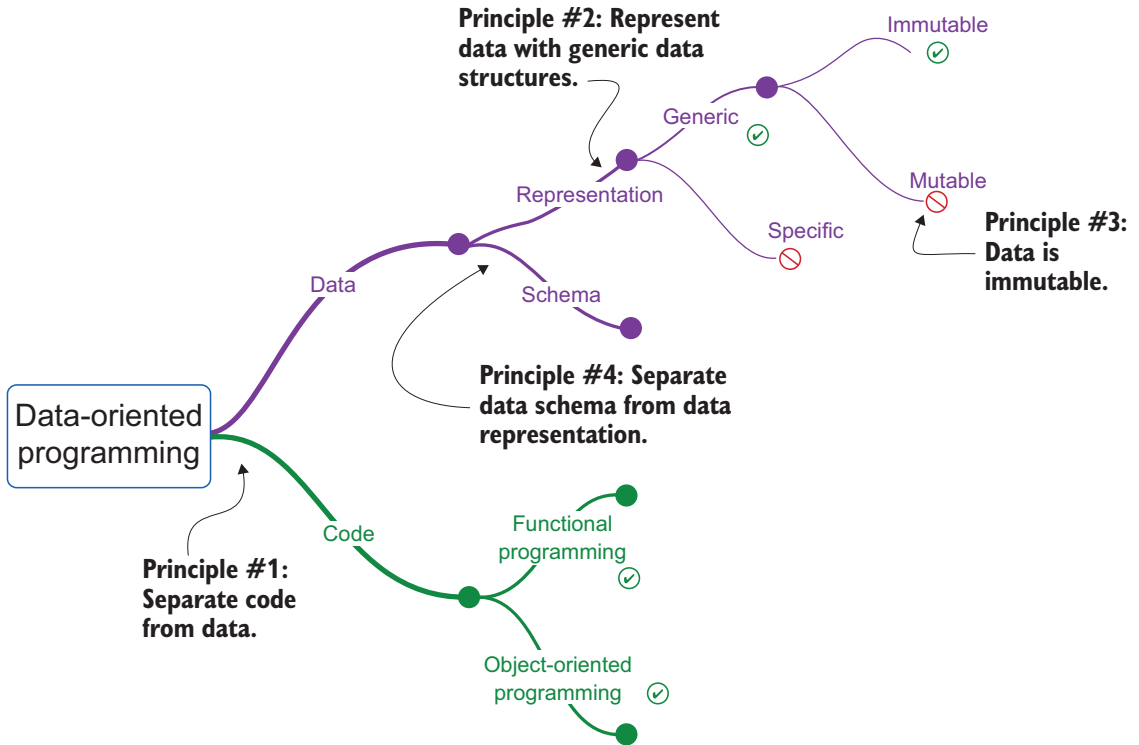 Principle #2: Represent
data with generic data
structures.
Immutable
Generic
Mutable
Representation
Specific
Principle #3:
Data is
immutable.
Data
Schema
Principle #4: Separate
data schema from data
representation.
Data-oriented
programming
Code
Functional
programming
Principle #1:
Separate code
from data.
Object-oriented
programming